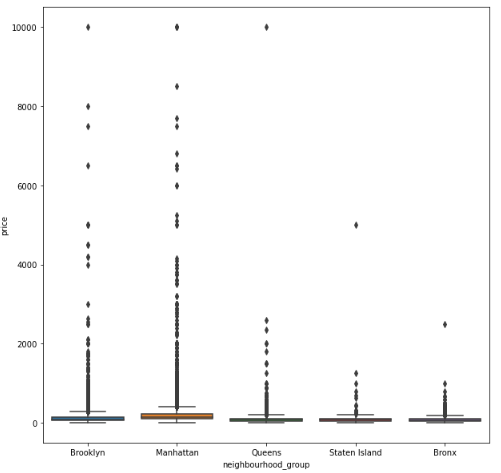 10000
8000
6000
4000
2000
0
price
Brooklyn Manhattan Queens Staten Island Bronx
neighbourhood_group